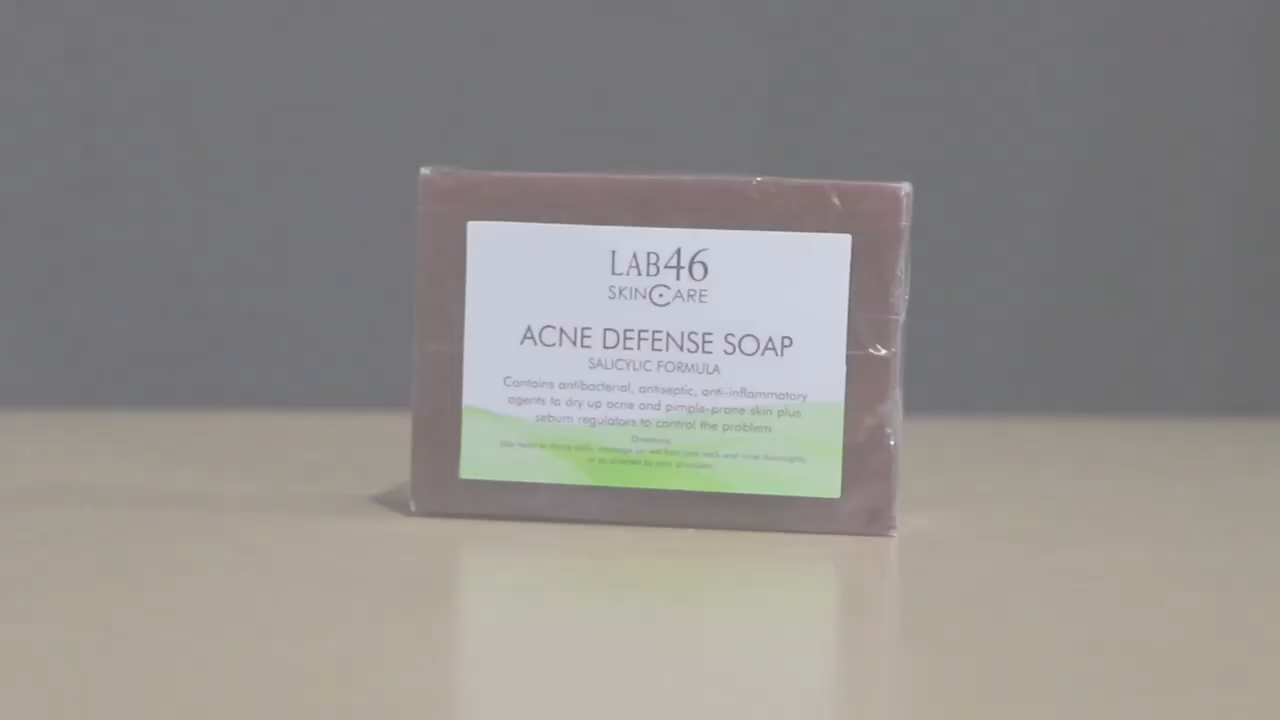 LAB46
SKINCARE
ACNE DEFENSE SOAP
SALICYLIC FORMULA
Contains antibacterial, antiseptic, anti-inflammatory
agents to dry up acne and pimple-prone skin plus
sebum regulators to control the problem
Directions: